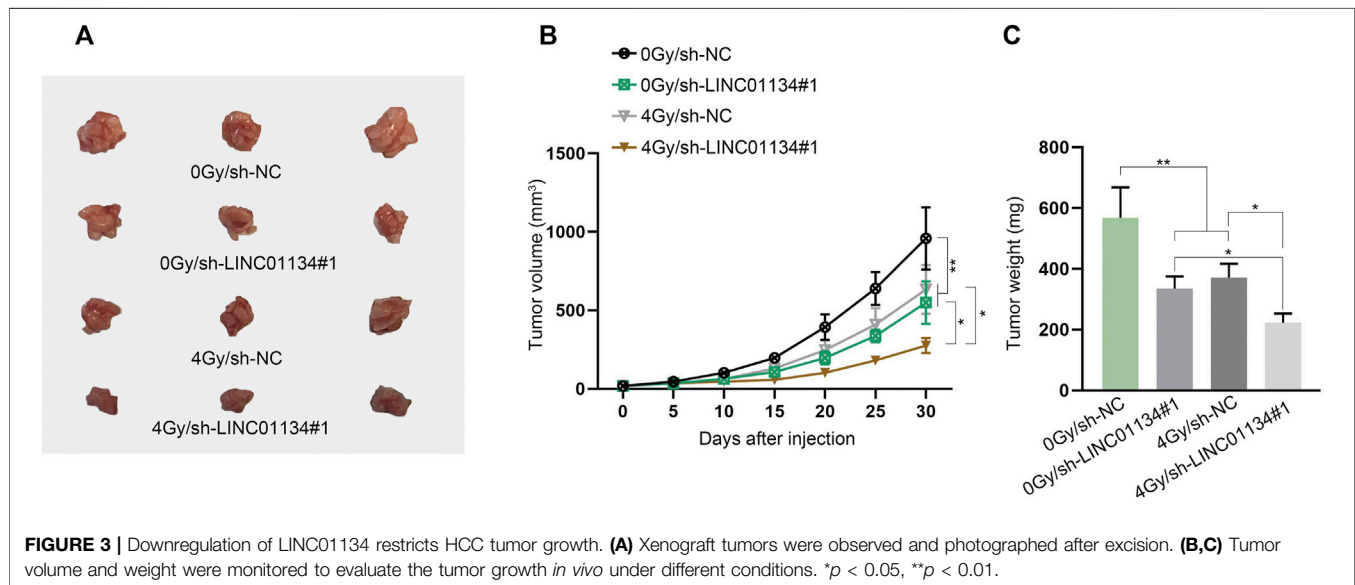 A
0Gy/sh-NC
0Gy/sh-LINC01134#1
4Gy/sh-NC
4Gy/sh-LINC01134#1
B
0Gy/sh-NC
0Gy/sh-LINC01134#1
4Gy/sh-NC
4Gy/sh-LINC01134#1
Tumor volume (mm³)
1500
1000
500
0
0 5 10 15 20 25 30
Days after injection
**
*
*
C
Tumor weight (mg)
800
600
400
200
0
**
*
*
0Gy/sh-NC
0Gy/sh-LINC01134#1
4Gy/sh-NC
4Gy/sh-LINC01134#1
FIGURE 3 | Downregulation of LINC01134 restricts HCC tumor growth. (A) Xenograft tumors were observed and photographed after excision. (B,C) Tumor
volume and weight were monitored to evaluate the tumor growth in vivo under different conditions. *p < 0.05, **p < 0.01.